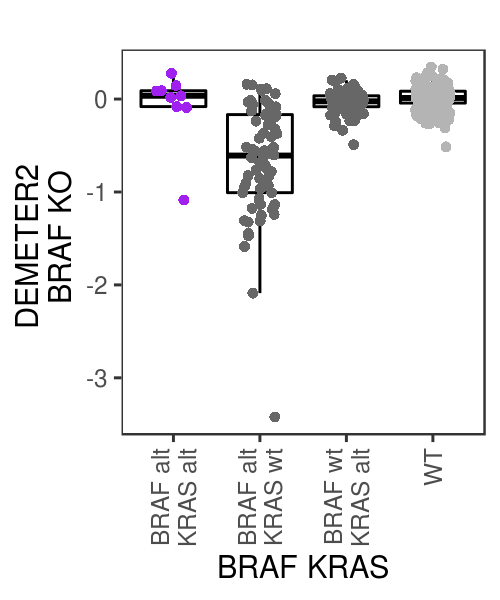 DEMETER2
BRAF KO
0
-1
-2
-3
BRAF alt
KRAS alt
BRAF alt
KRAS wt
BRAF wt
KRAS alt
WT
BRAF KRAS